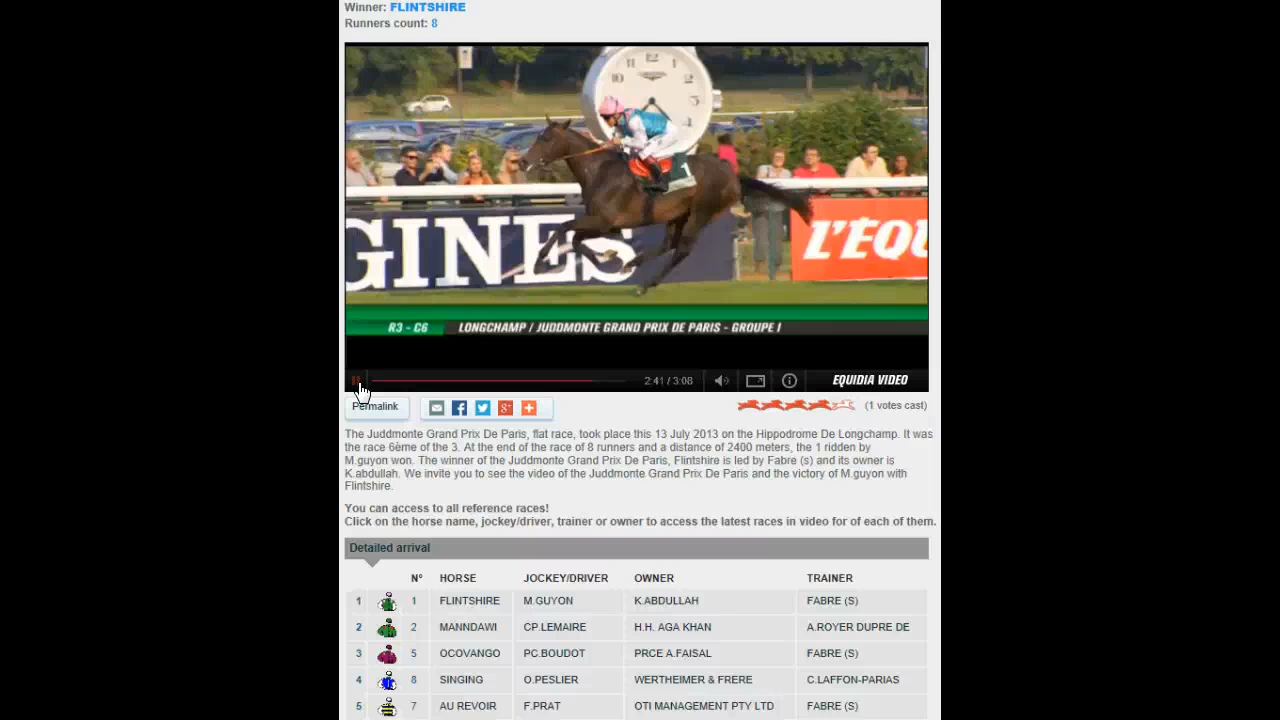 Winner: FLINTSHIRE
Runners count: 8
GINES
L'ÉQU
1
R3 - C6 LONGCHAMP / JUDDMONTE GRAND PRIX DE PARIS - GROUPE I
2:41 / 3:08 EQUIDIA VIDEO
Permalink (1 votes cast)
The Juddmonte Grand Prix De Paris, flat race, took place this 13 July 2013 on the Hippodrome De Longchamp. It was
the race 6ème of the 3. At the end of the race of 8 runners and a distance of 2400 meters, the 1 ridden by
M.guyon won. The winner of the Juddmonte Grand Prix De Paris, Flintshire is led by Fabre (s) and its owner is
K.abdullah. We invite you to see the video of the Juddmonte Grand Prix De Paris and the victory of M.guyon with
Flintshire.
You can access to all reference races!
Click on the horse name, jockey/driver, trainer or owner to access the latest races in video for of each of them.
Detailed arrival
N° HORSE JOCKEY/DRIVER OWNER TRAINER
1 1 FLINTSHIRE M.GUYON K.ABDULLAH FABRE (S)
2 2 MANNDAWI CP.LEMAIRE H.H. AGA KHAN A.ROYER DUPRE DE
3 5 OCOVANGO PC.BOUDOT PRCE A.FAISAL FABRE (S)
4 8 SINGING O.PESLIER WERTHEIMER & FRERE C.LAFFON-PARIAS
5 7 AU REVOIR F.PRAT OTI MANAGEMENT PTY LTD FABRE (S)